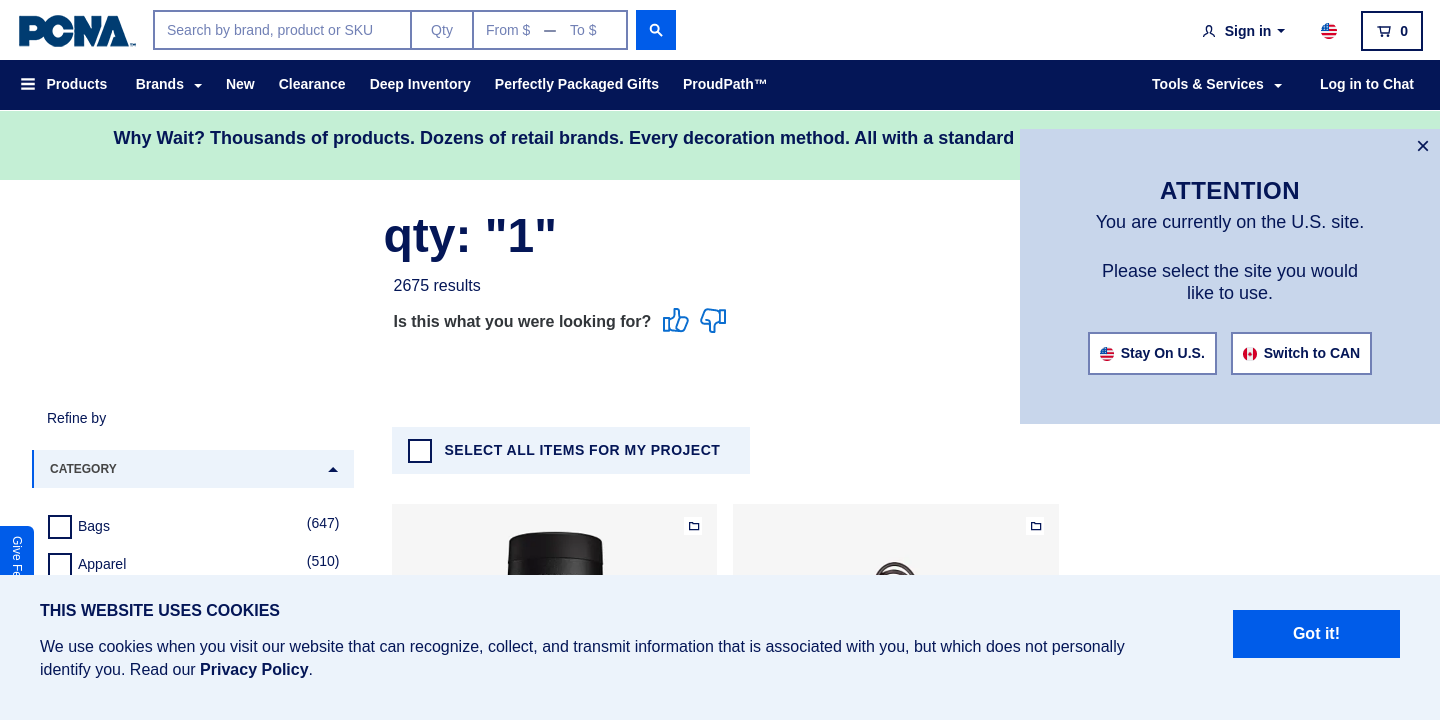 PCNA™
Search by brand, product or SKU
Qty
From $ — To $
Sign in
0
Products
Brands
New
Clearance
Deep Inventory
Perfectly Packaged Gifts
ProudPath™
Tools & Services
Log in to Chat
Why Wait? Thousands of products. Dozens of retail brands. Every decoration method. All with a standard
ATTENTION
You are currently on the U.S. site.
Please select the site you would
like to use.
Stay On U.S.
Switch to CAN
qty: "1"
2675 results
Is this what you were looking for?
Refine by
CATEGORY
Bags (647)
Apparel (510)
SELECT ALL ITEMS FOR MY PROJECT
Give
THIS WEBSITE USES COOKIES
We use cookies when you visit our website that can recognize, collect, and transmit information that is associated with you, but which does not personally
identify you. Read our Privacy Policy.
Got it!